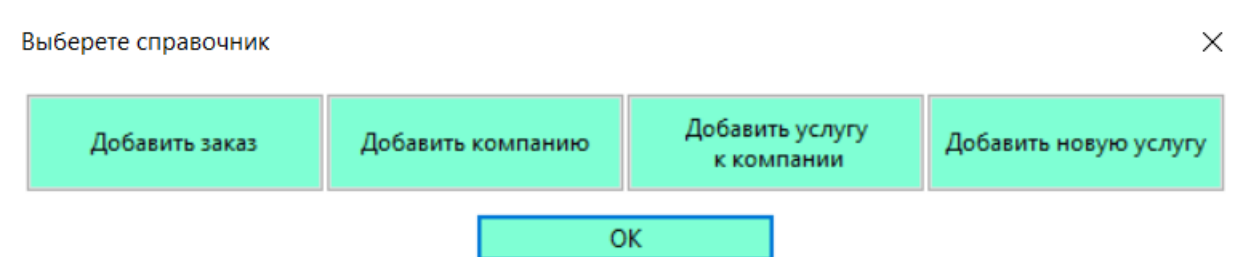 Выберете справочник
Добавить заказ
Добавить компанию
Добавить услугу
к компании
Добавить новую услугу
OK